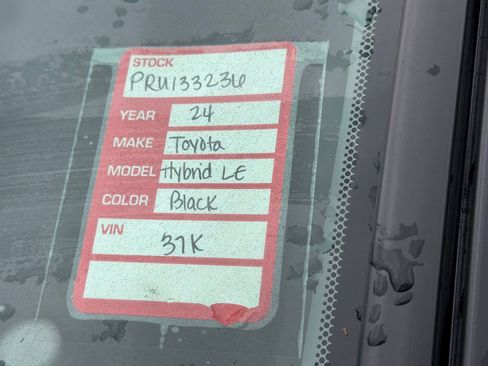 STOCK
PRU133236
YEAR 24
MAKE Toyota
MODEL Hybrid LE
COLOR Black
VIN
37K